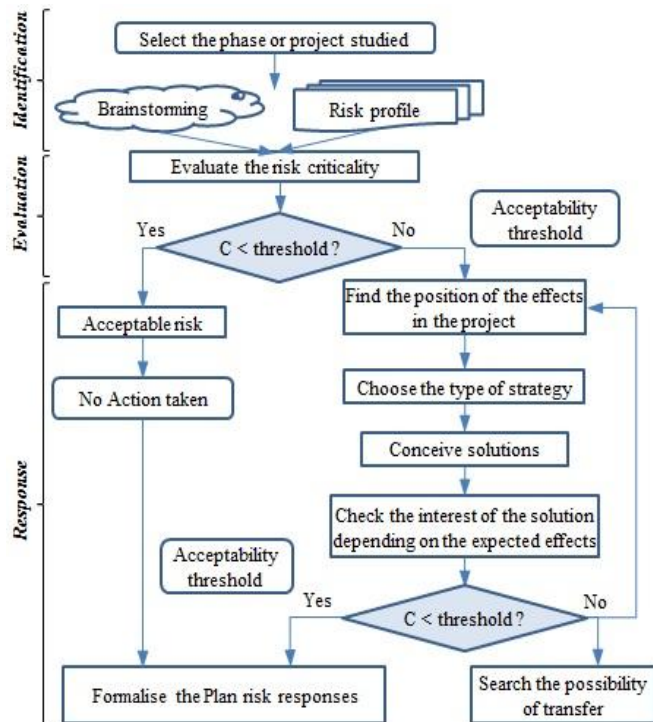 Identification
Select the phase or project studied
Brainstorming
Risk profile
Evaluation
Evaluate the risk criticality
Yes
C < threshold ?
No
Acceptability
threshold
Response
Acceptable risk
No Action taken
Find the position of the effects
in the project
Choose the type of strategy
Conceive solutions
Check the interest of the solution
depending on the expected effects
Acceptability
threshold
Yes
C < threshold ?
No
Formalise the Plan risk responses
Search the possibility
of transfer